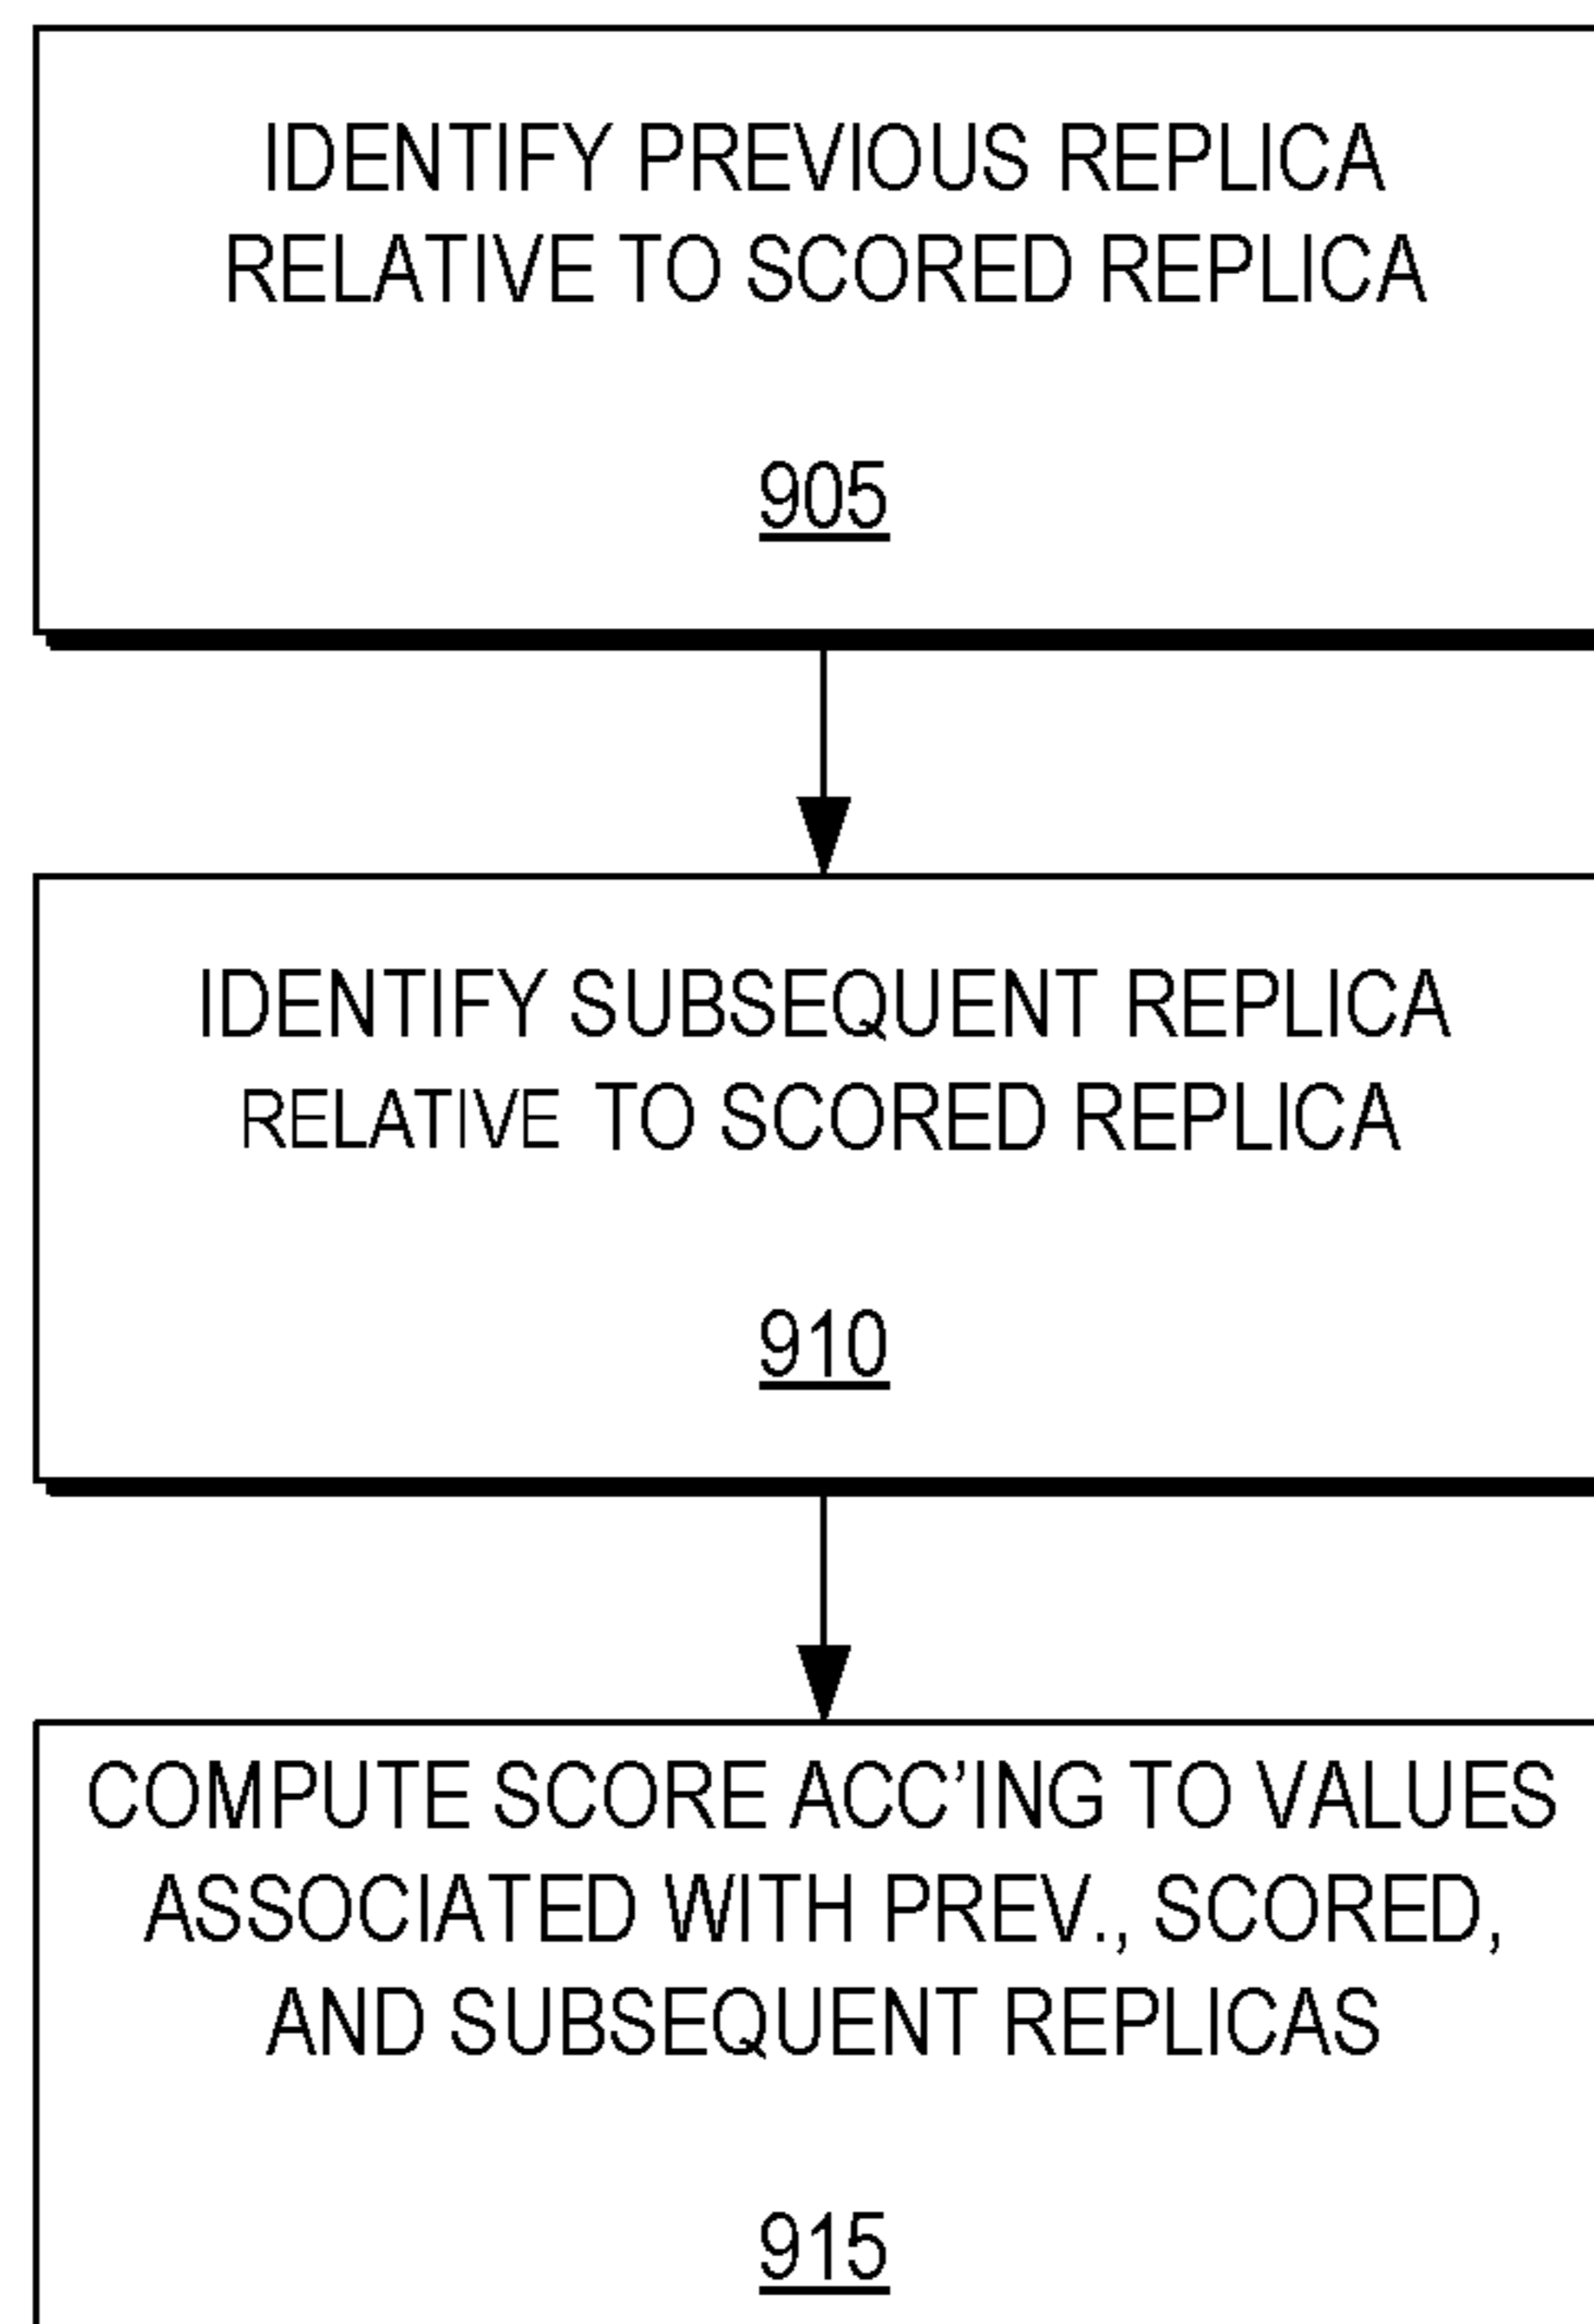 IDENTIFY PREVIOUS REPLICA
RELATIVE TO SCORED REPLICA
905
IDENTIFY SUBSEQUENT REPLICA
RELATIVE TO SCORED REPLICA
910
COMPUTE SCORE ACC'ING TO VALUES
ASSOCIATED WITH PREV., SCORED,
AND SUBSEQUENT REPLICAS
915